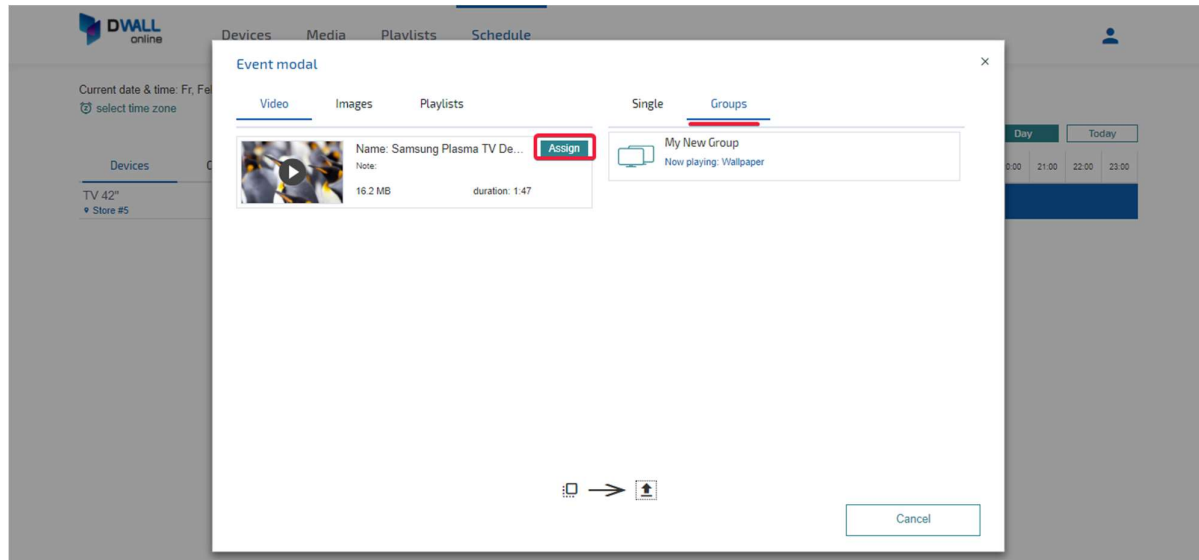 DWALL
online
Devices Media Playlists Schedule
Event modal ×
Current date & time: Fr, Fe
select time zone
Video Images Playlists Single Groups
Day Today
Name: Samsung Plasma TV De... Assign
Note:
16.2 MB duration: 1:47
My New Group
Now playing: Wallpaper
Devices
21:00 22:00 23:00
TV 42"
Store #5
Cancel